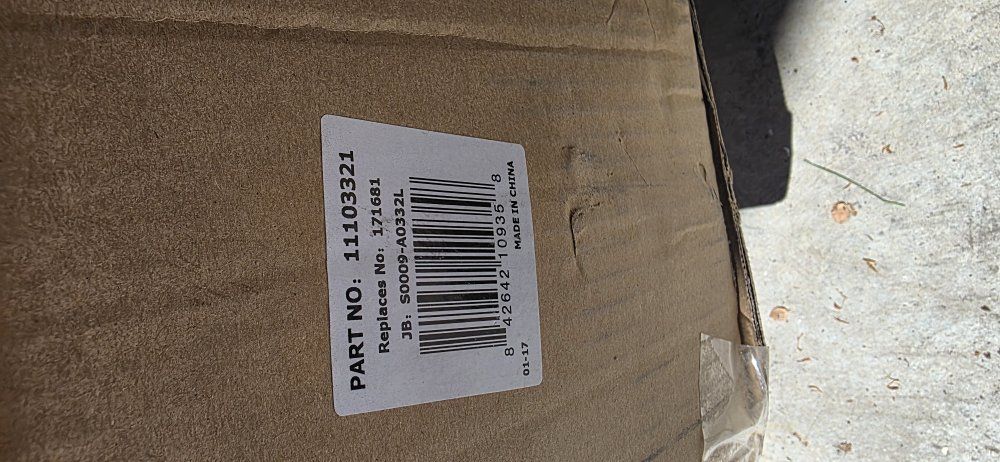 PART NO: 11103321
Replaces No: 171681
JB: S0009-A0332L
8 42642 10935 8
01-17 MADE IN CHINA